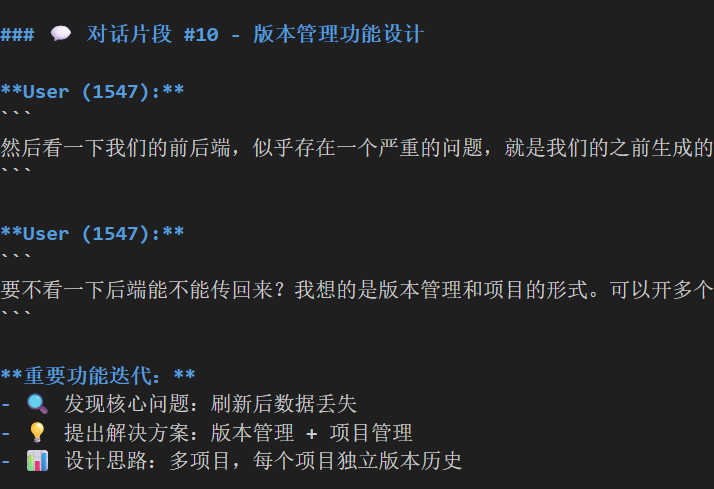 ### 💬 对话片段 #10 - 版本管理功能设计
**User (1547):**
```
然后看一下我们的前后端，似乎存在一个严重的问题，就是我们的之前生成的
```
**User (1547):**
```
要不看一下后端能不能传回来？我想的是版本管理和项目的形式。可以开多个
```
**重要功能迭代：**
- 🔍 发现核心问题：刷新后数据丢失
- 💡 提出解决方案：版本管理 + 项目管理
- 📊 设计思路：多项目，每个项目独立版本历史